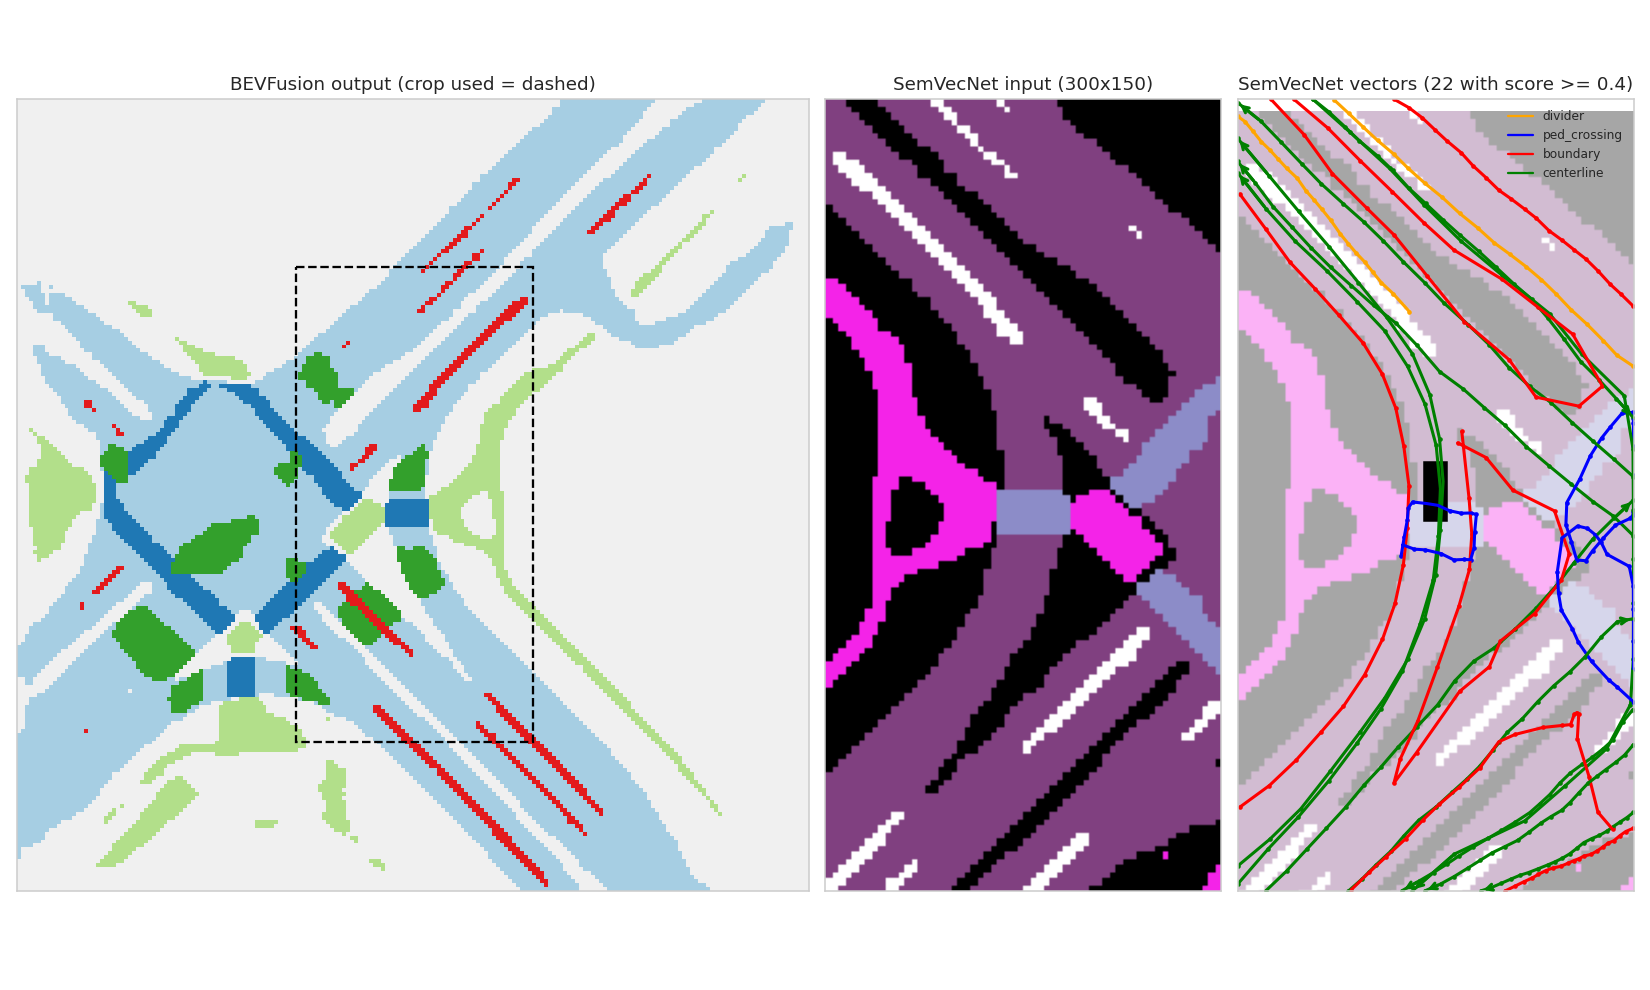 BEVFusion output (crop used = dashed)
SemVecNet input (300x150)
SemVecNet vectors (22 with score >= 0.4)
divider
ped_crossing
boundary
centerline